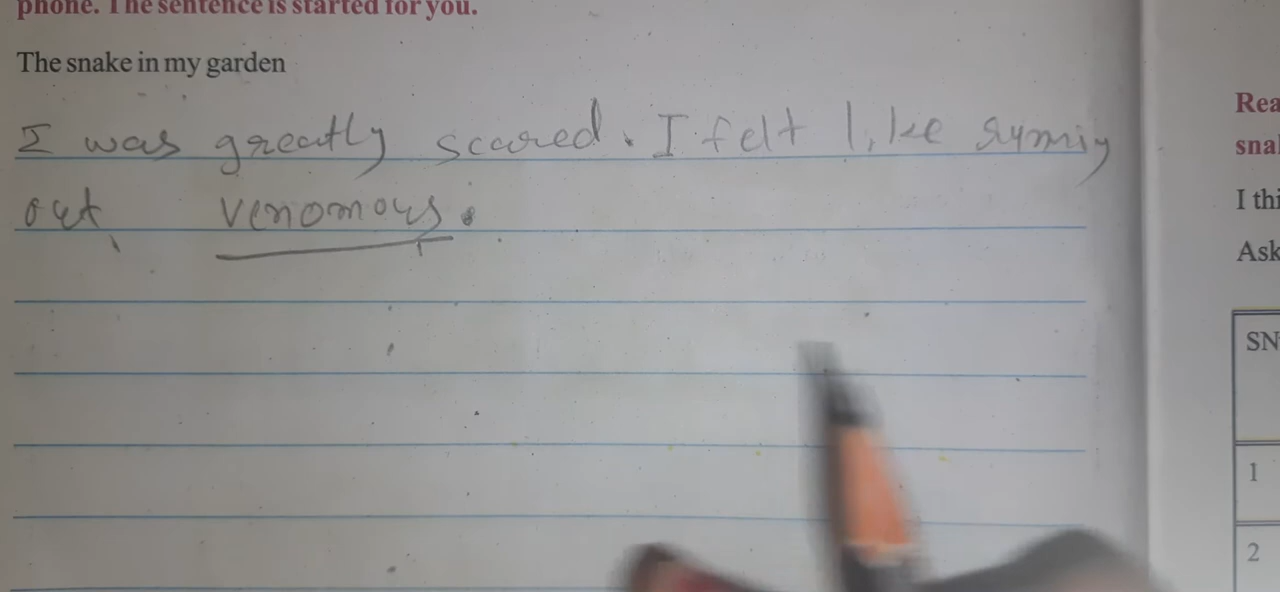 phone. The sentence is started for you.
The snake in my garden
I was greatly scared. I felt like
out venomous.
Rea
snal
I thi
Ask
SN
1
2